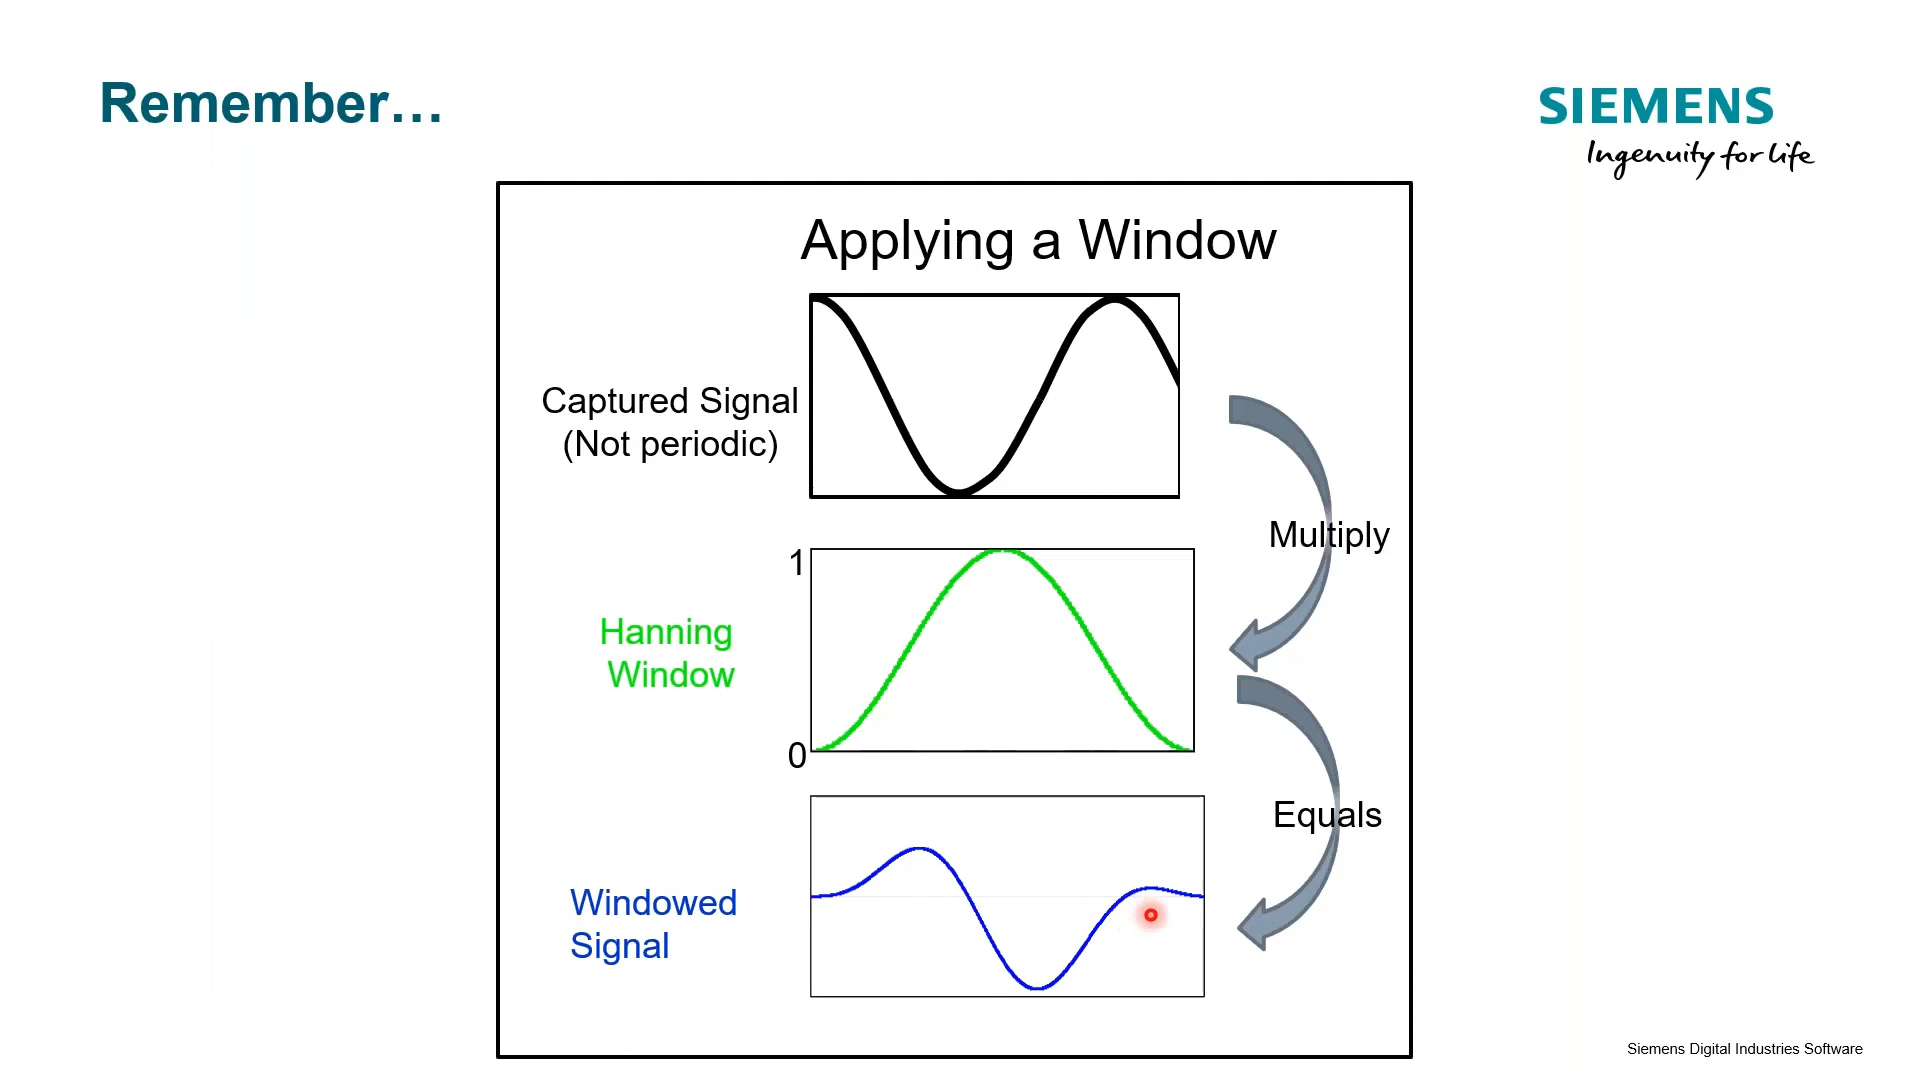 Remember…
SIEMENS
Ingenuity for life
Applying a Window
Captured Signal
(Not periodic)
Multiply
1
Hanning
Window
0
Equals
Windowed
Signal
Siemens Digital Industries Software